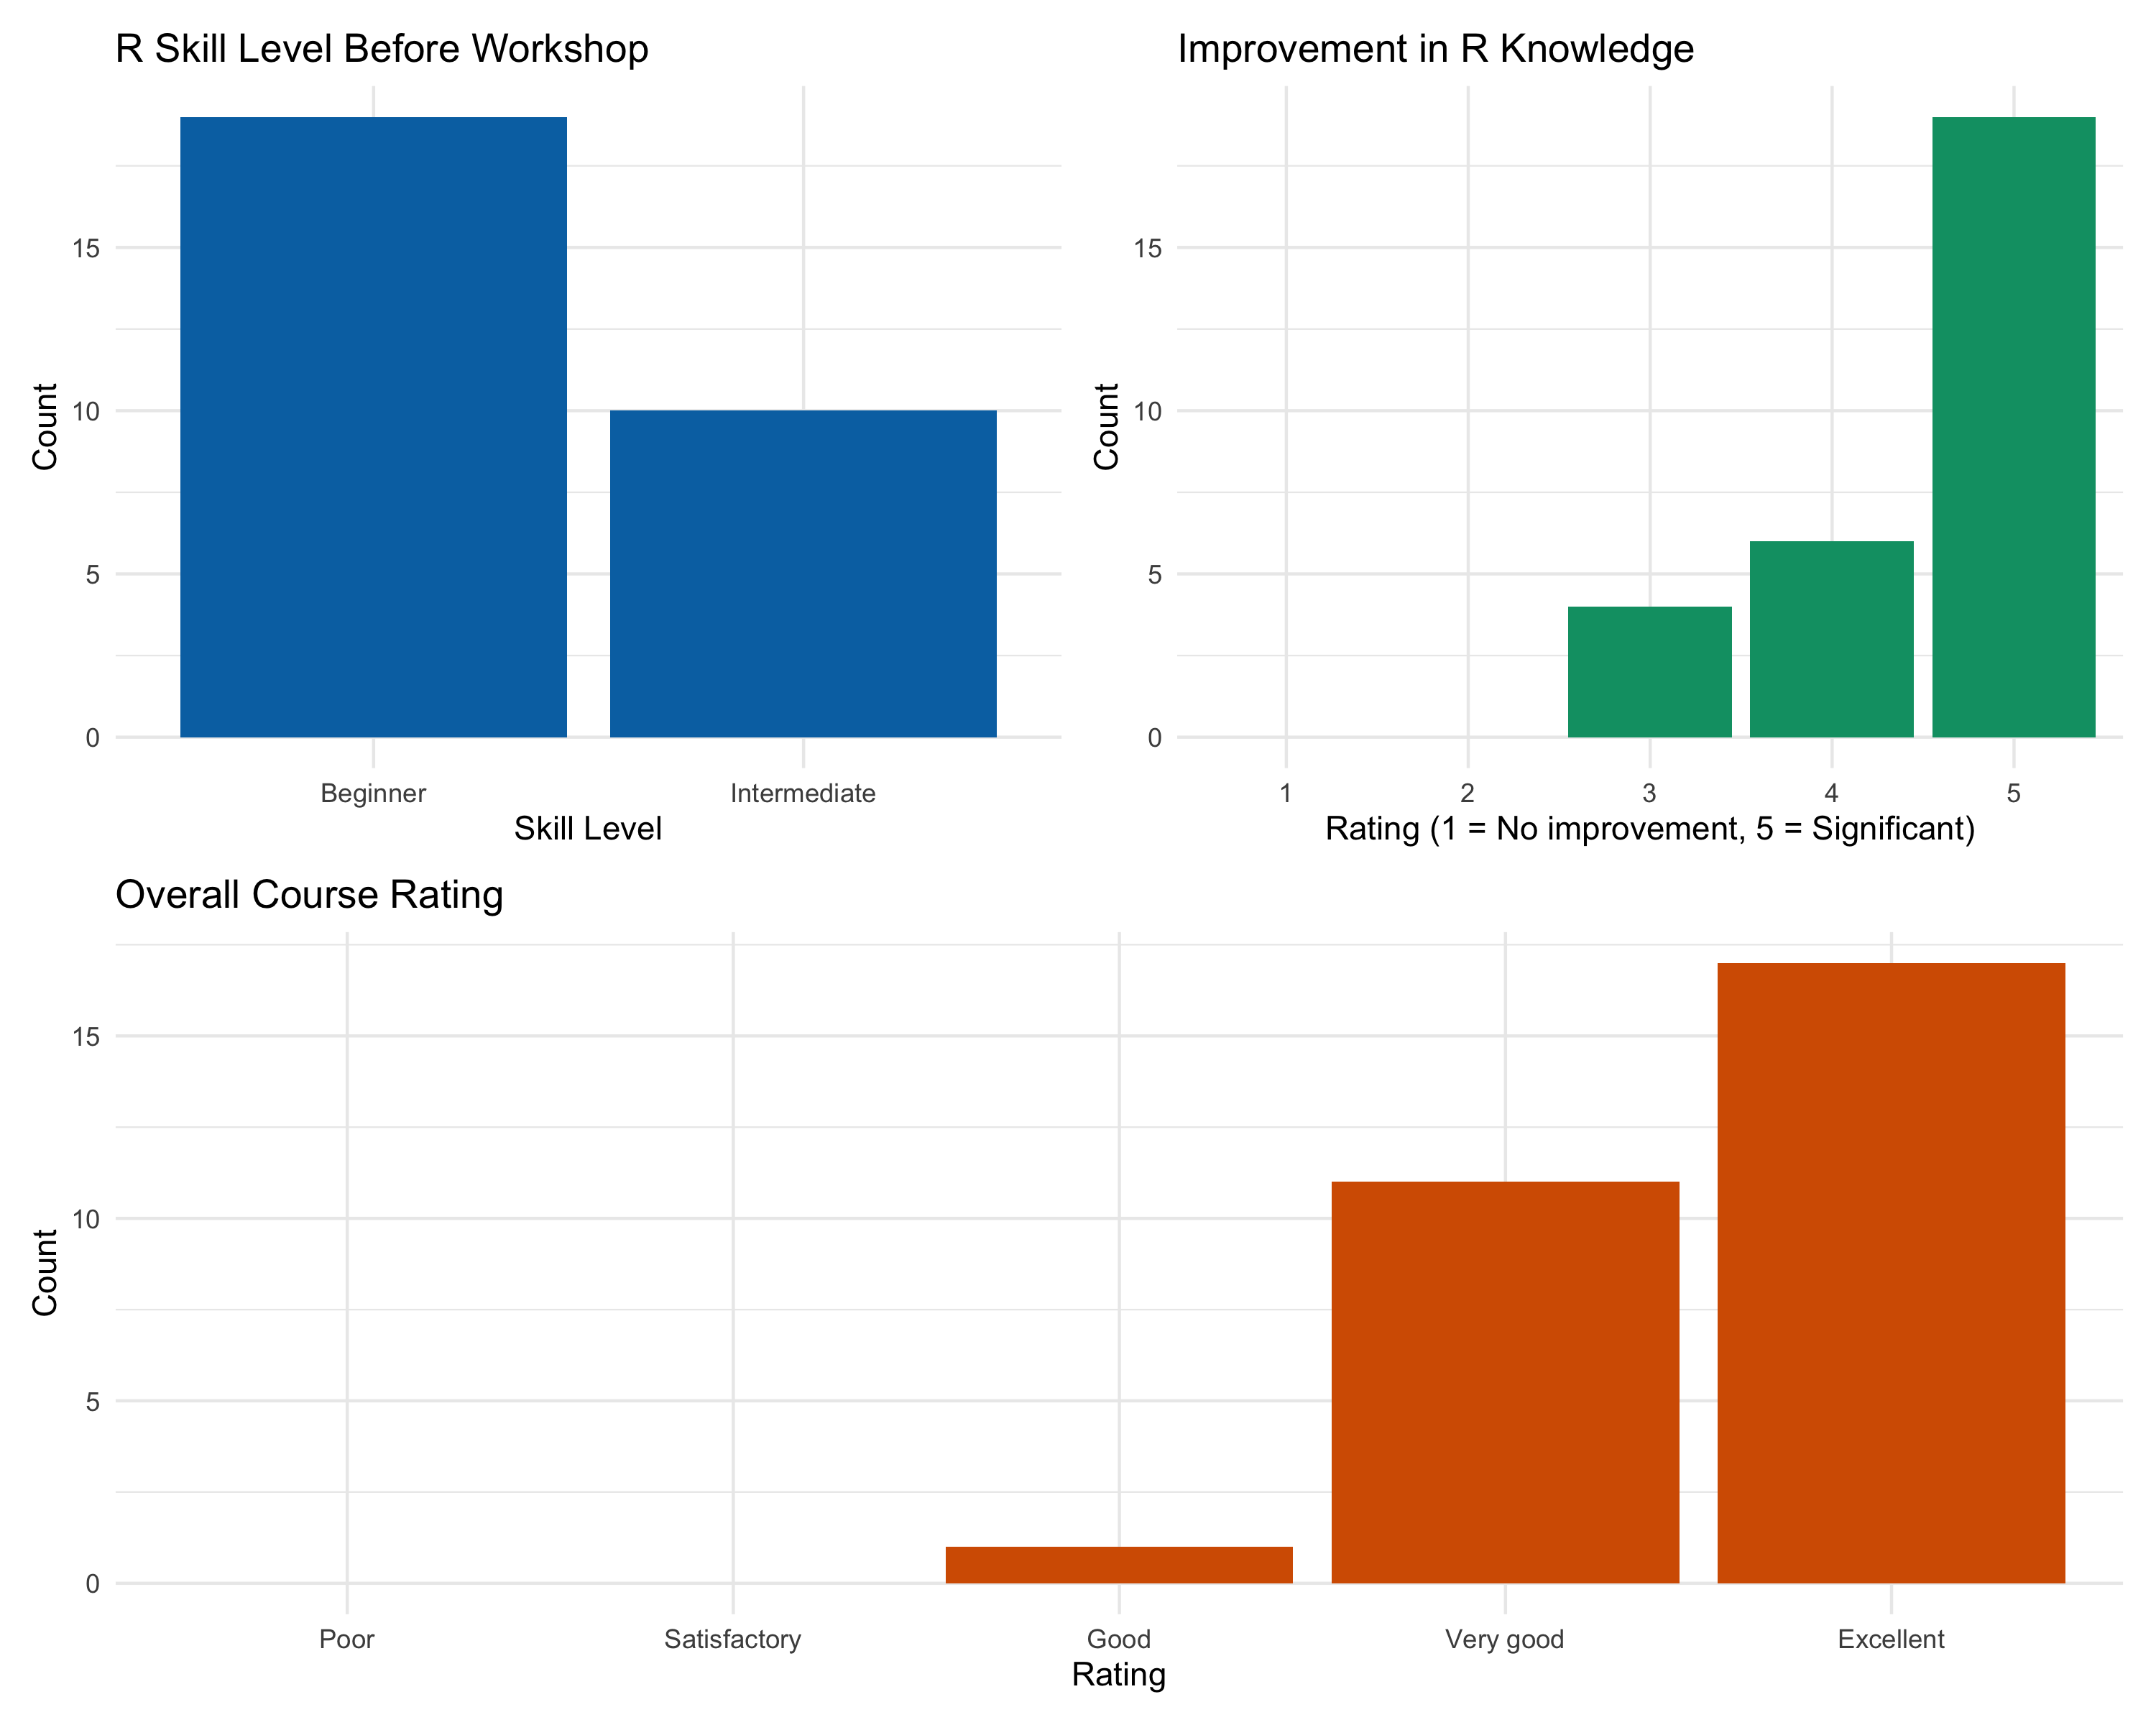 R Skill Level Before Workshop
Count
15
10
5
0
Beginner Intermediate
Skill Level
Improvement in R Knowledge
Count
15
10
5
0
1 2 3 4 5
Rating (1 = No improvement, 5 = Significant)
Overall Course Rating
Count
15
10
5
0
Poor Satisfactory Good Very good Excellent
Rating